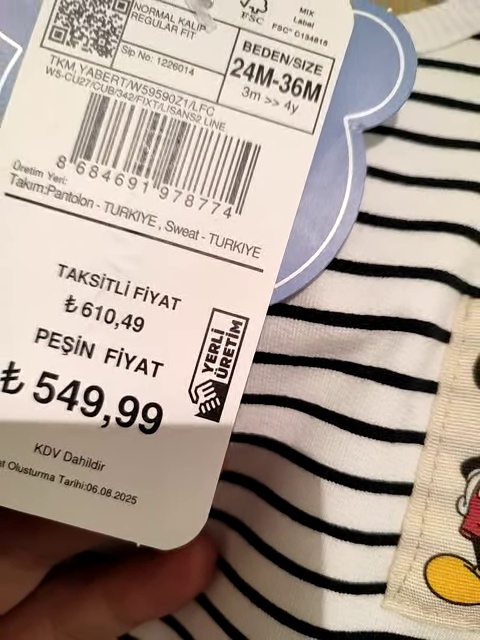 NORMAL KALIP
REGULAR FIT
FSC
MIX
Label
FSC® C134815
Sip No: 1226014
BEDEN/SIZE
24M-36M
3m >> 4y
TKM,YABERT/W59590Z1/LFC
W5-CU27/CUB/342/FIXT/LISANS2 LINE
8 684691 978774
Üretim Yeri:
Takım:Pantolon - TURKIYE , Sweat - TURKIYE
TAKSİTLİ FİYAT
₺ 610,49
PEŞİN FİYAT
₺ 549,99
YERLİ
ÜRETİM
KDV Dahildir
Olusturma Tarihi:06.08.2025